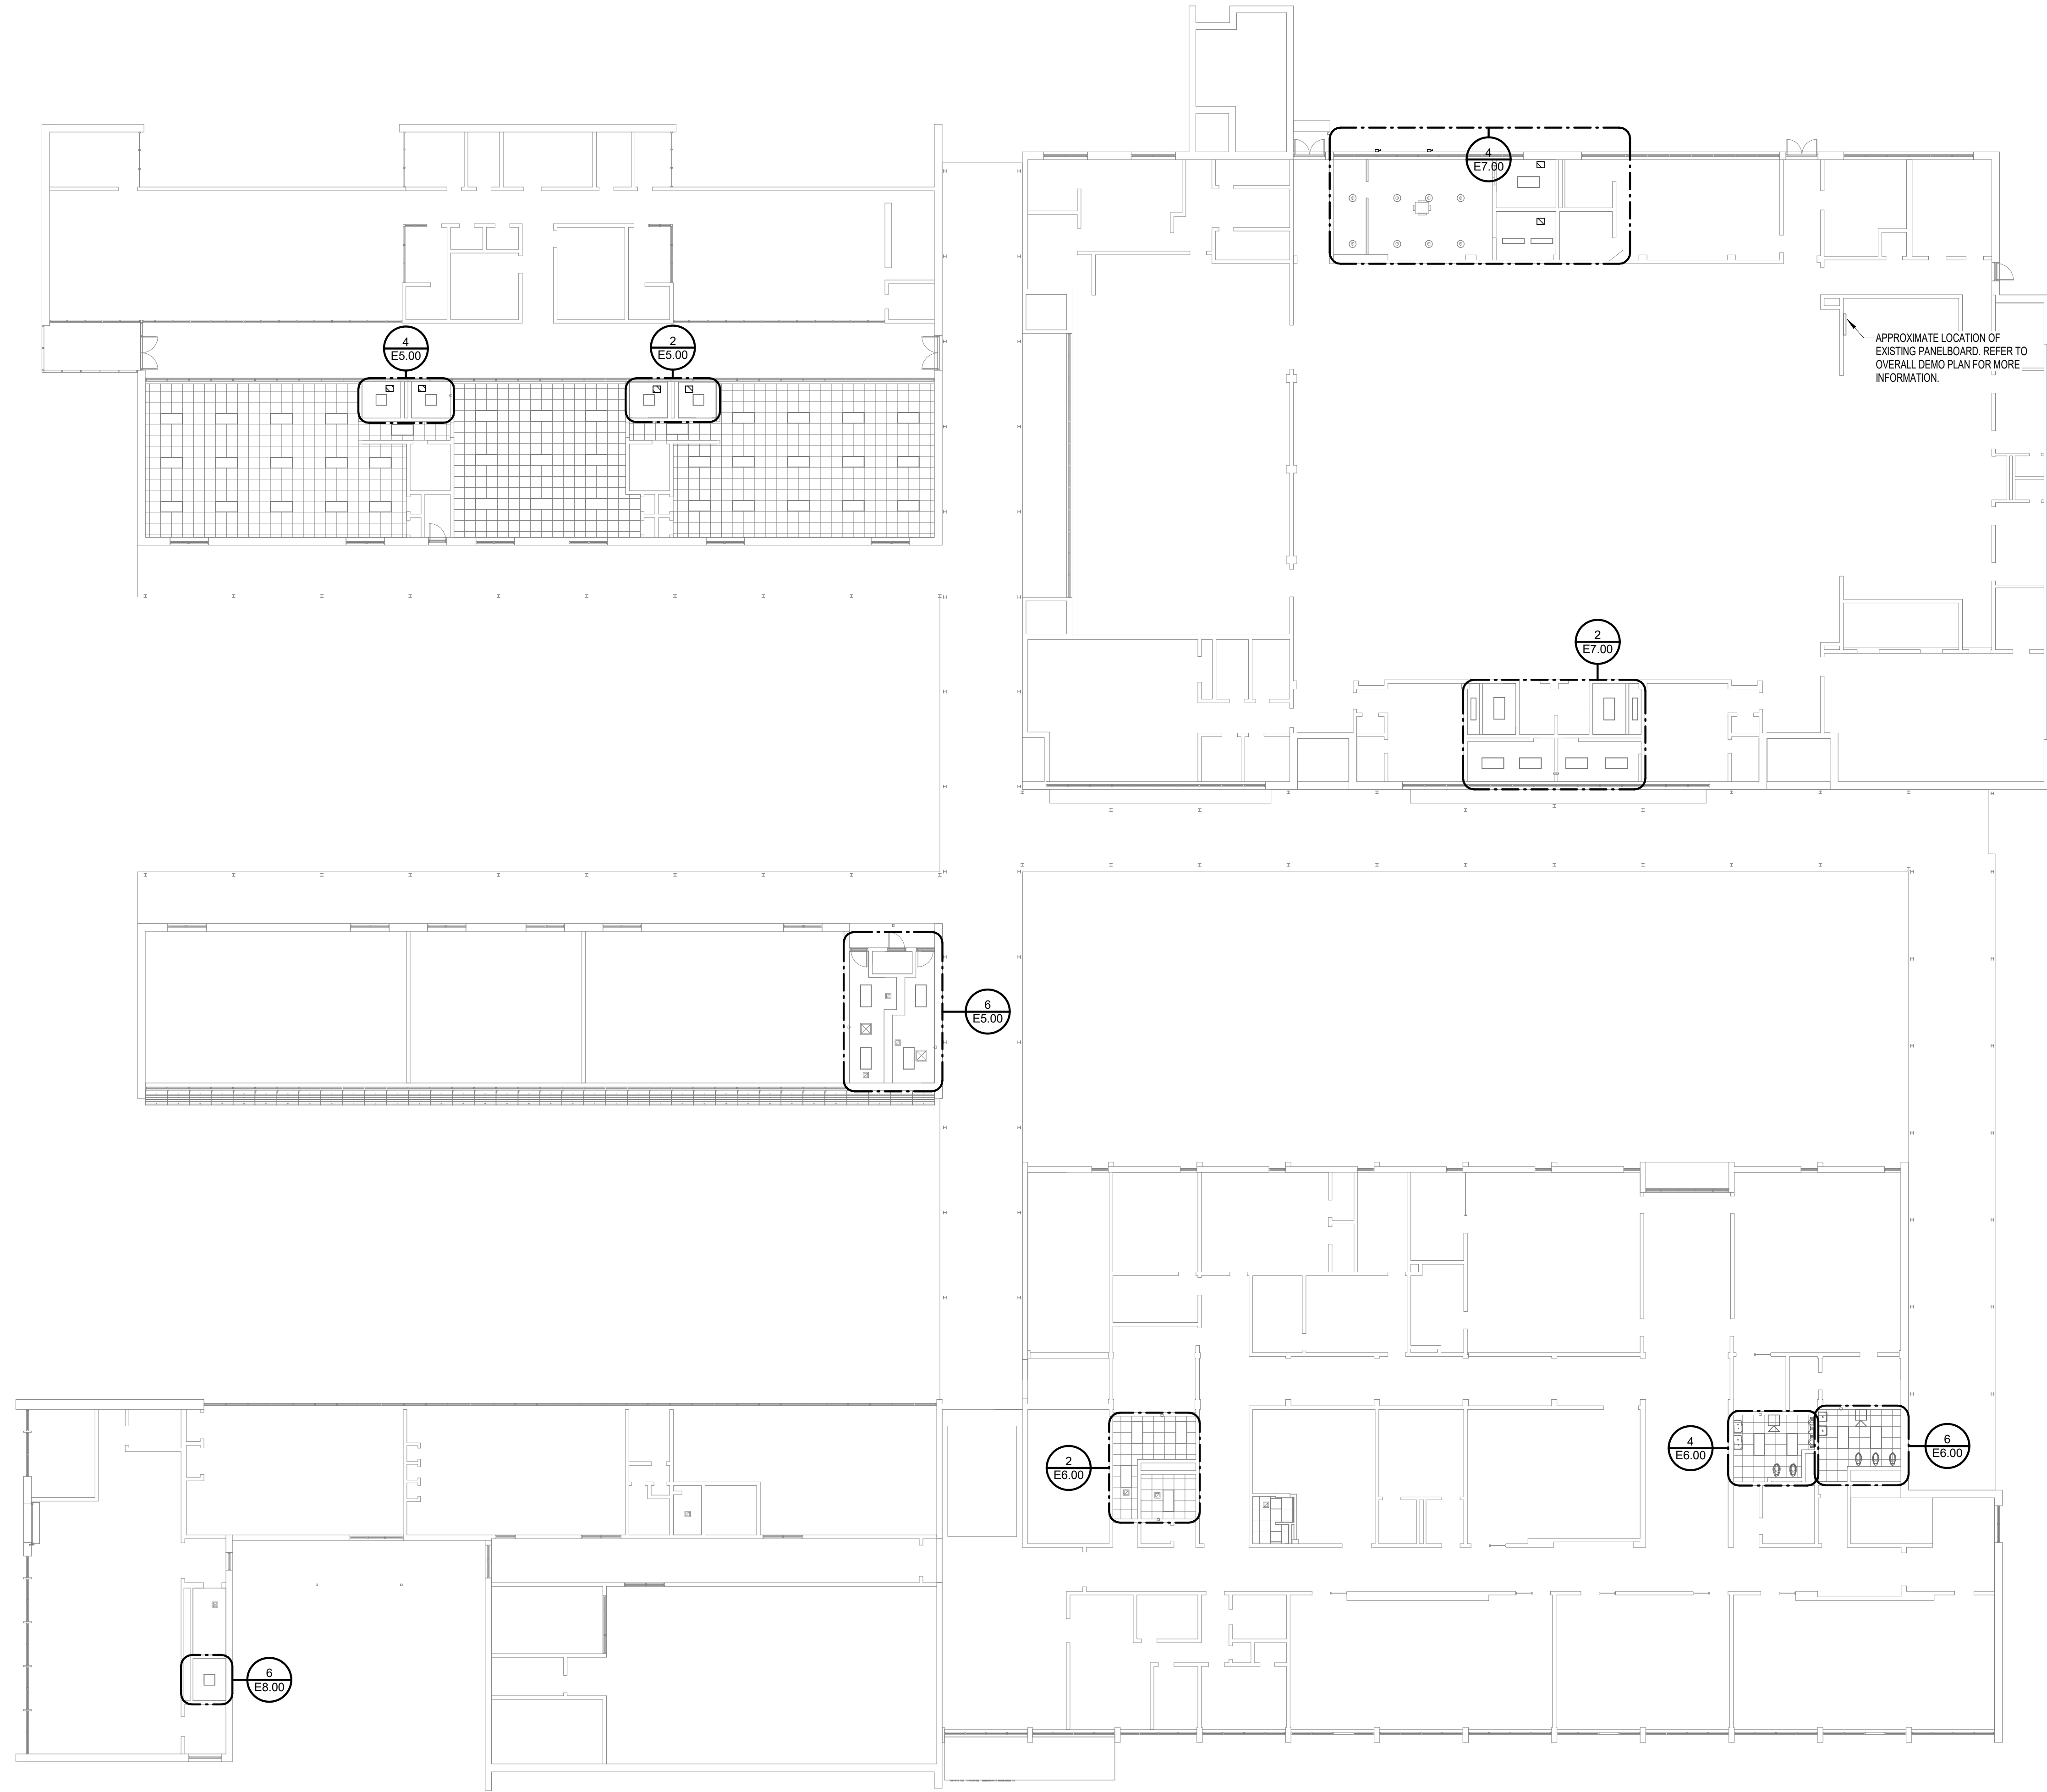 4
E7.00
4
E5.00
2
E5.00
APPROXIMATE LOCATION OF
EXISTING PANELBOARD. REFER TO
OVERALL DEMO PLAN FOR MORE
INFORMATION.
2
E7.00
6
E5.00
2
E6.00
4
E6.00
6
E6.00
6
E8.00